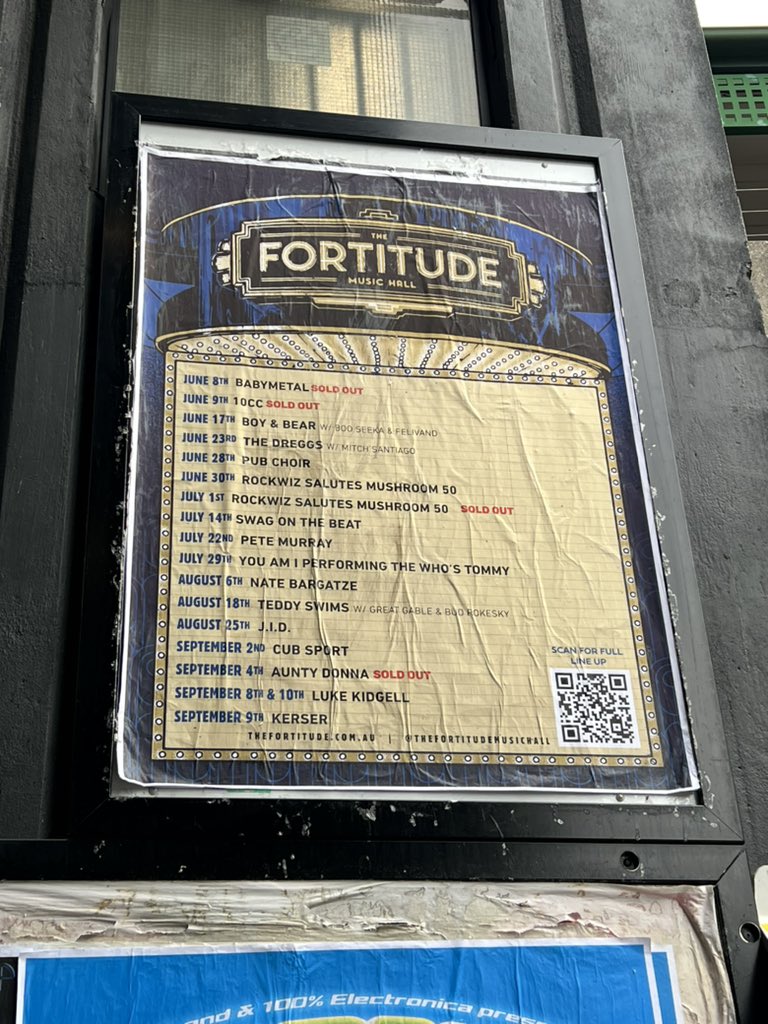 THE
FORTITUDE
MUSIC HALL
JUNE 8TH BABYMETAL SOLD OUT
JUNE 9TH 10CC SOLD OUT
JUNE 17TH BOY & BEAR W/ BOO SEEKA & FELIVAND
JUNE 23RD THE DREGGS W/ MITCH SANTIAGO
JUNE 28TH PUB CHOIR
JUNE 30TH ROCKWIZ SALUTES MUSHROOM 50
JULY 1ST ROCKWIZ SALUTES MUSHROOM 50 SOLD OUT
JULY 14TH SWAG ON THE BEAT
JULY 22ND PETE MURRAY
JULY 29TH YOU AM I PERFORMING THE WHO'S TOMMY
AUGUST 6TH NATE BARGATZE
AUGUST 18TH TEDDY SWIMS W/ GREAT GABLE & BUD ROKESKY
AUGUST 25TH J.I.D.
SEPTEMBER 2ND CUB SPORT
SEPTEMBER 4TH AUNTY DONNA SOLD OUT
SEPTEMBER 8TH & 10TH LUKE KIDGELL
SEPTEMBER 9TH KERSER
SCAN FOR FULL
LINE UP
THEFORTITUDE.COM.AU | @THEFORTITUDEMUSICHALL
& 100% Electronica